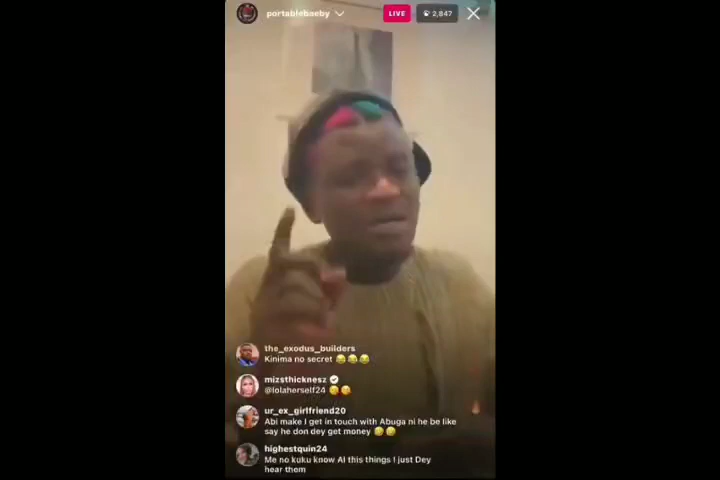 portablebaeby
LIVE
2,847
the_exodus_builders
Kinima no secret 😂😂😂
mizsthicknesz
@lolaherself24 😋😋
ur_ex_girlfriend20
Abi make I get in touch with Abuga ni he be like
say he don dey get money 🤣🤣
highestquin24
Me no kuku know Al this things I just Dey
hear them